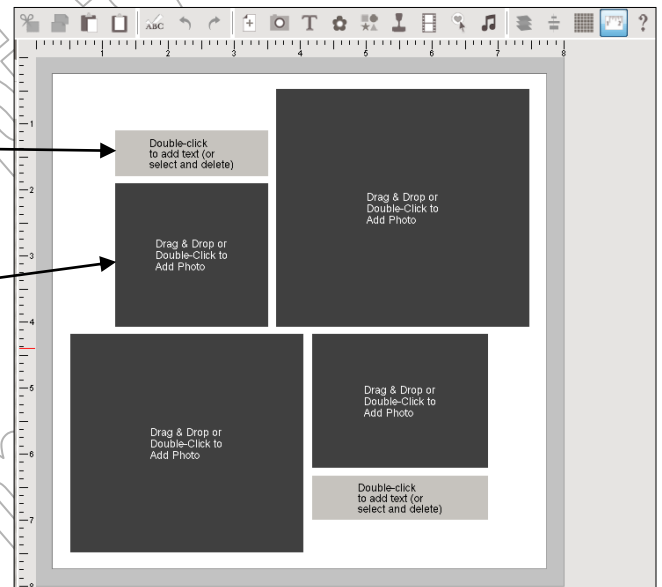 ABC
T
?
1 2 3 4 5 6 7 8
1
2
3
4
5
6
7
8
Double-click
to add text (or
select and delete)
Drag & Drop or
Double-Click to
Add Photo
Drag & Drop or
Double-Click to
Add Photo
Drag & Drop or
Double-Click to
Add Photo
Drag & Drop or
Double-Click to
Add Photo
Double-click
to add text (or
select and delete)